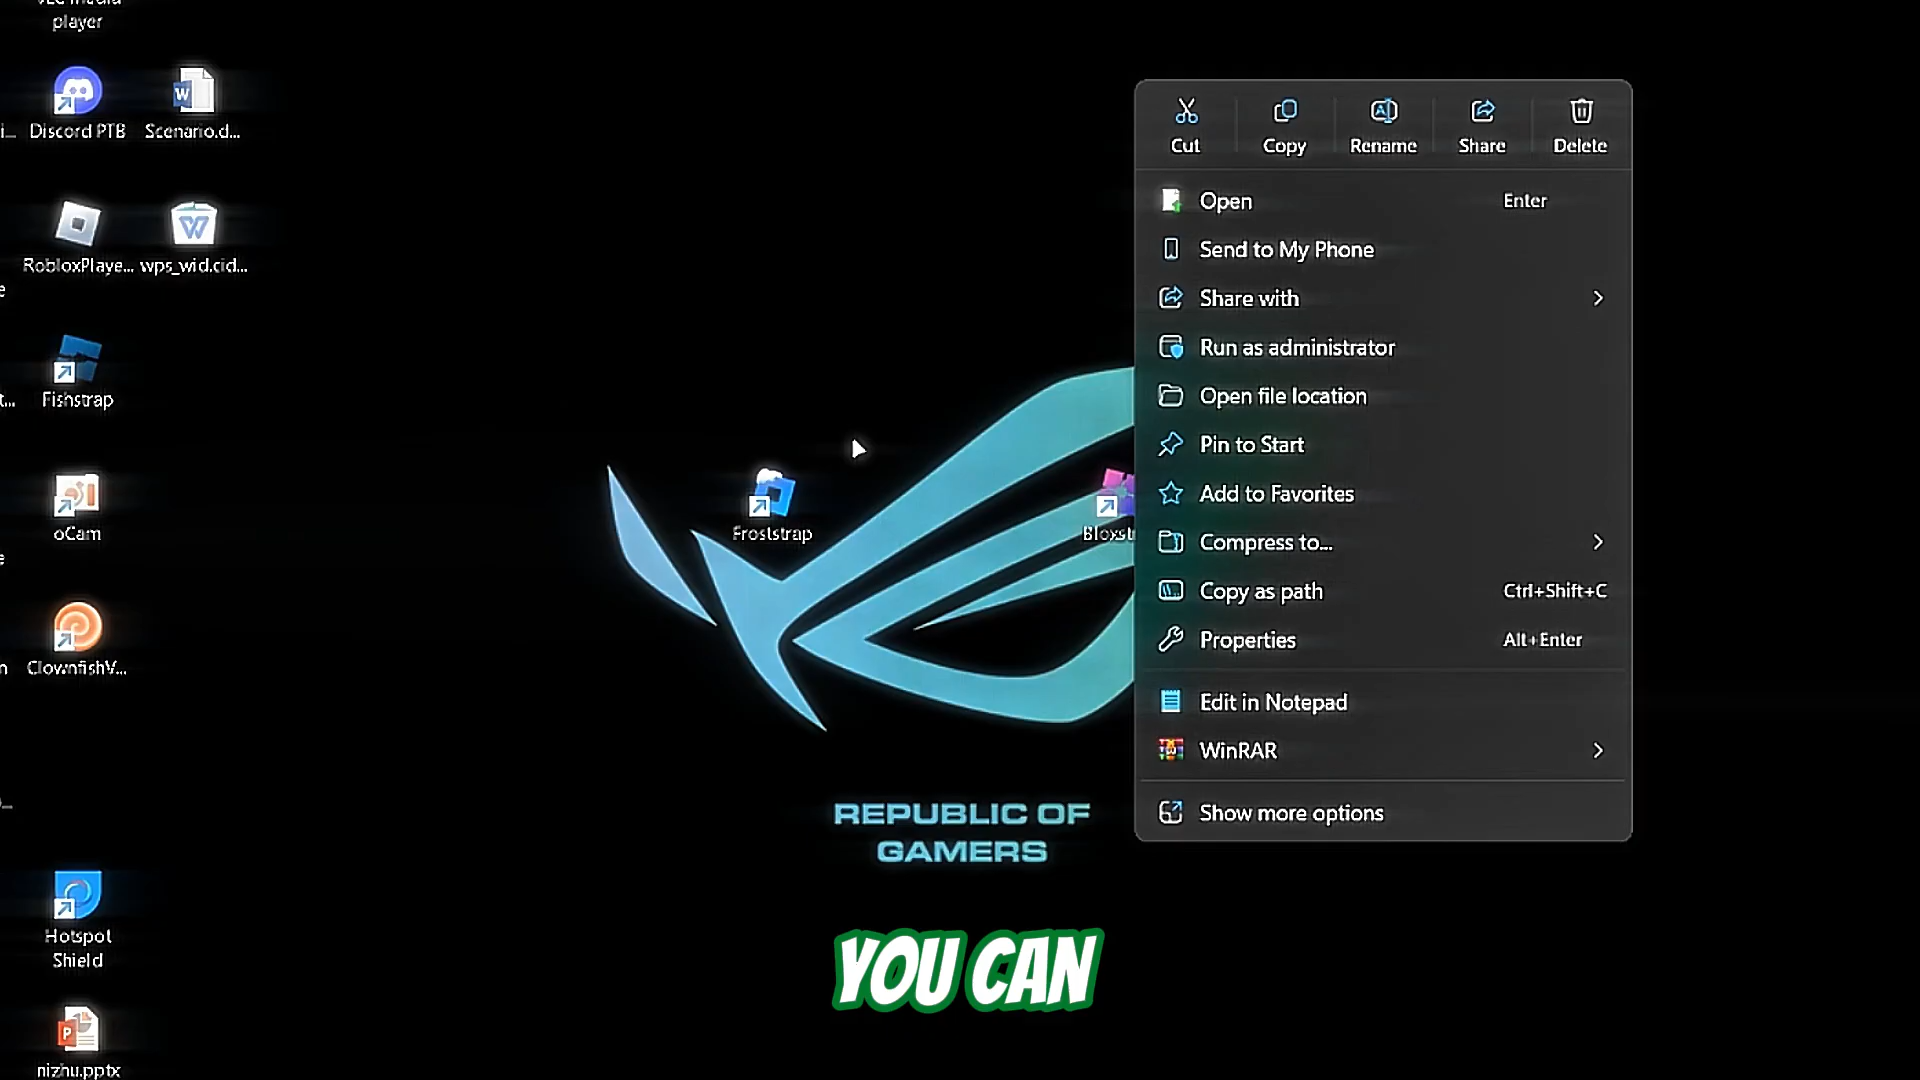 player
Discord PTB
Scenario.d...
RobloxPlaye...
wps_wid.cid...
Fishstrap
oCam
ClownfishV...
Hotspot
Shield
nizhu.pptx
Froststrap
Bloxst
REPUBLIC OF
GAMERS
Cut
Copy
Rename
Share
Delete
Open Enter
Send to My Phone
Share with
Run as administrator
Open file location
Pin to Start
Add to Favorites
Compress to...
Copy as path Ctrl+Shift+C
Properties Alt+Enter
Edit in Notepad
WinRAR
Show more options
YOU CAN